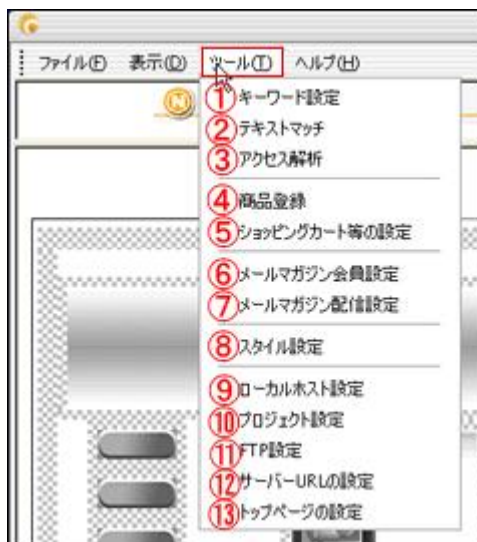 ファイル(F) 表示(D) ツール(T) ヘルプ(H)
N
①キーワード設定
②テキストマッチ
③アクセス解析
④商品登録
⑤ショッピングカート等の設定
⑥メールマガジン会員設定
⑦メールマガジン配信設定
⑧スタイル設定
⑨ローカルホスト設定
⑩プロジェクト設定
⑪FTP設定
⑫サーバーURLの設定
⑬トップページの設定